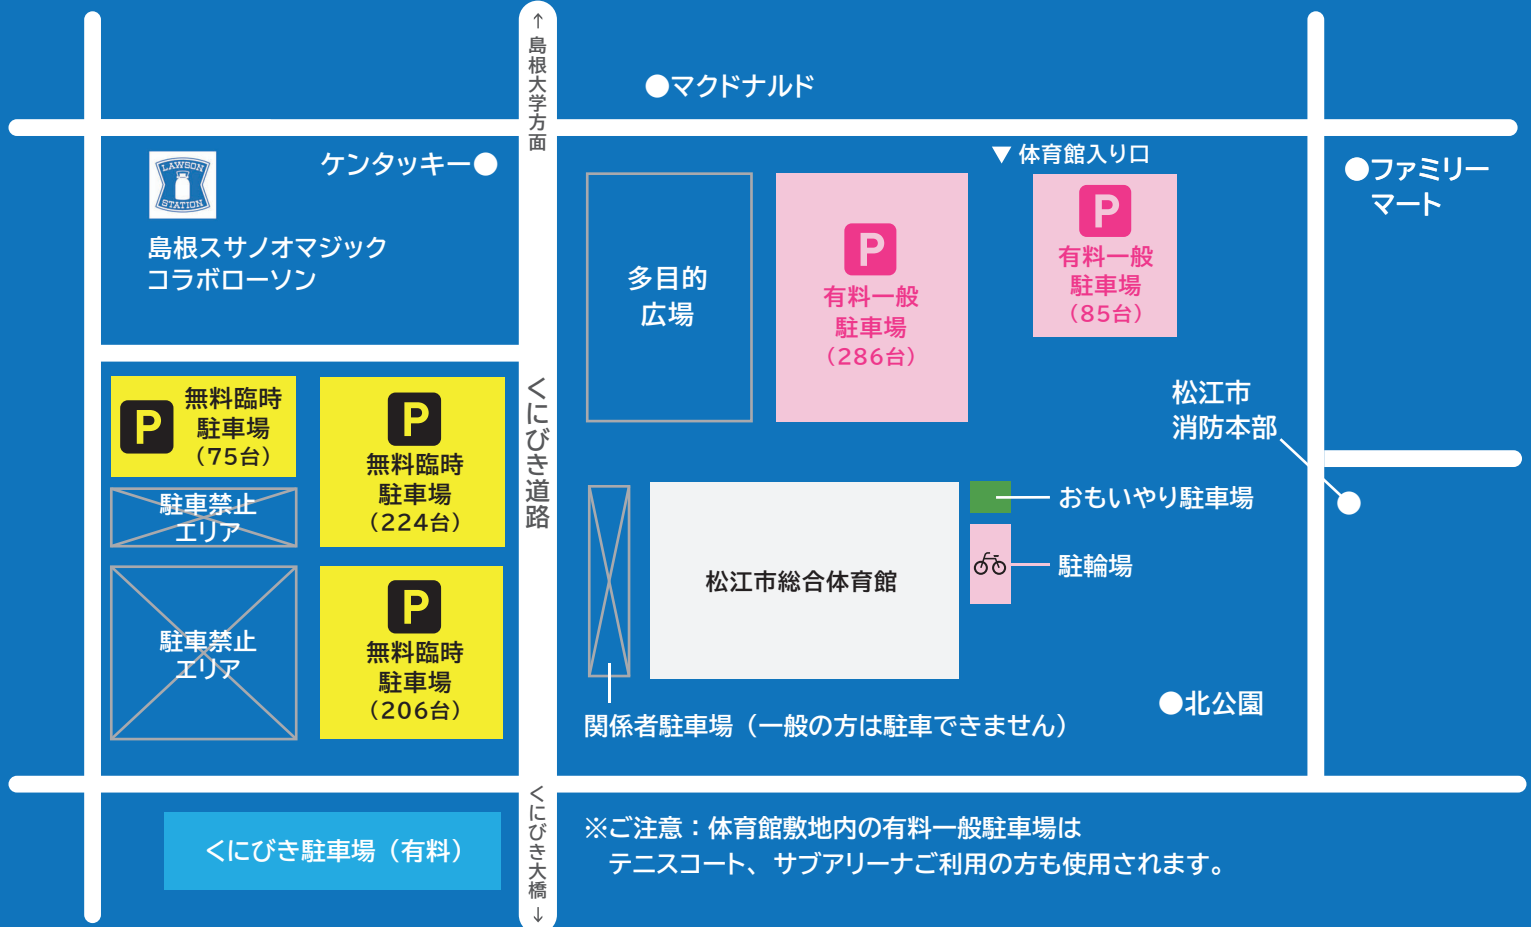 ↑島根大学方面
●マクドナルド
ケンタッキー●
▼体育館入り口
●ファミリー
マート
LAWSON
STATION
島根スサノオマジック
コラボローソン
多目的
広場
P
有料一般
駐車場
（286台）
P
有料一般
駐車場
（85台）
P
無料臨時
駐車場
（75台）
P
無料臨時
駐車場
（224台）
くにびき道路
松江市
消防本部
駐車禁止
エリア
おもいやり駐車場
駐輪場
松江市総合体育館
駐車禁止
エリア
P
無料臨時
駐車場
（206台）
●北公園
関係者駐車場（一般の方は駐車できません）
くにびき大橋↓
くにびき駐車場（有料）
※ご注意：体育館敷地内の有料一般駐車場は
テニスコート、サブアリーナご利用の方も使用されます。